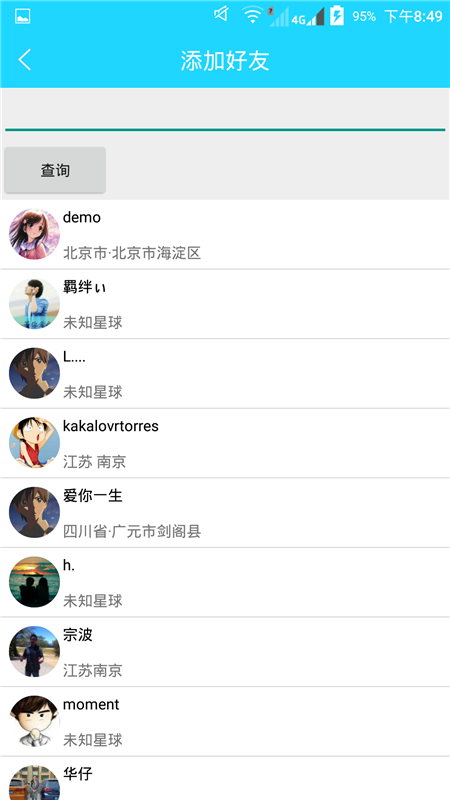 ? 4G 95% 下午8:49
添加好友
查询
demo
北京市·北京市海淀区
羁绊ぃ
未知星球
L....
未知星球
kakalovrtorres
江苏 南京
爱你一生
四川省·广元市剑阁县
h.
未知星球
宗波
江苏南京
moment
未知星球
华仔